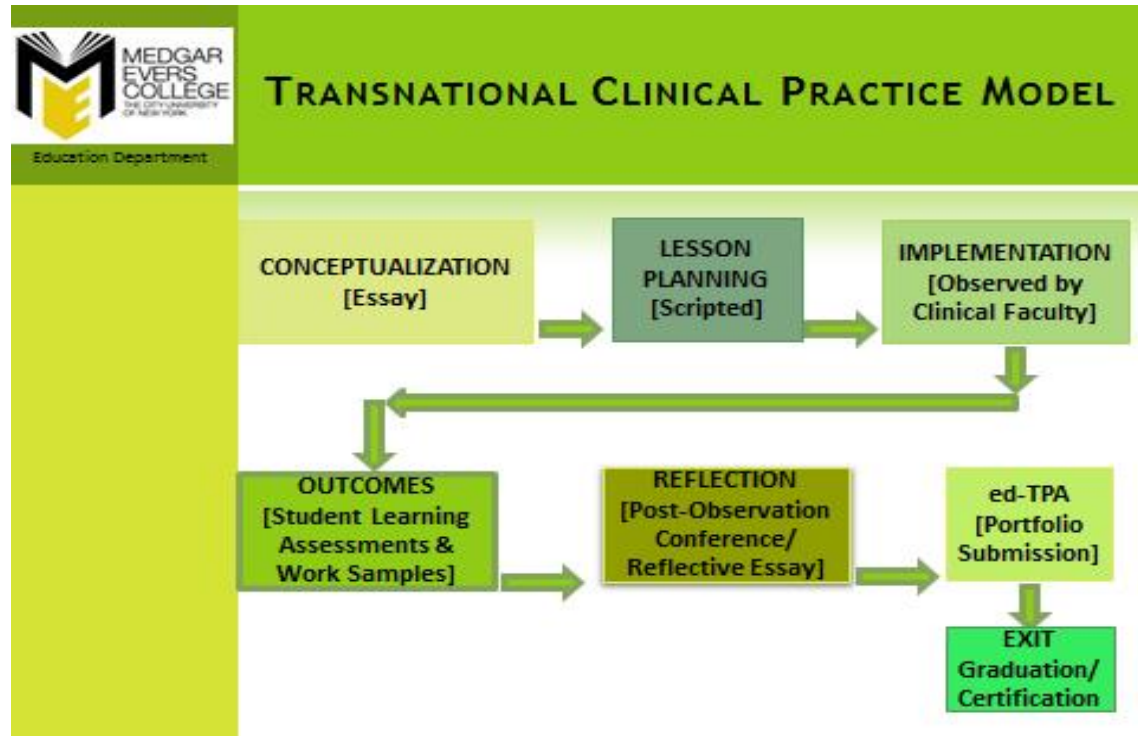 MEDGAR
EVERS
COLLEGE
THE CITY UNIVERSITY
OF NEW YORK
Education Department
TRANSNATIONAL CLINICAL PRACTICE MODEL
CONCEPTUALIZATION
[Essay]
LESSON
PLANNING
[Scripted]
IMPLEMENTATION
[Observed by
Clinical Faculty]
OUTCOMES
[Student Learning
Assessments &
Work Samples]
REFLECTION
[Post-Observation
Conference/
Reflective Essay]
ed-TPA
[Portfolio
Submission]
EXIT
Graduation/
Certification